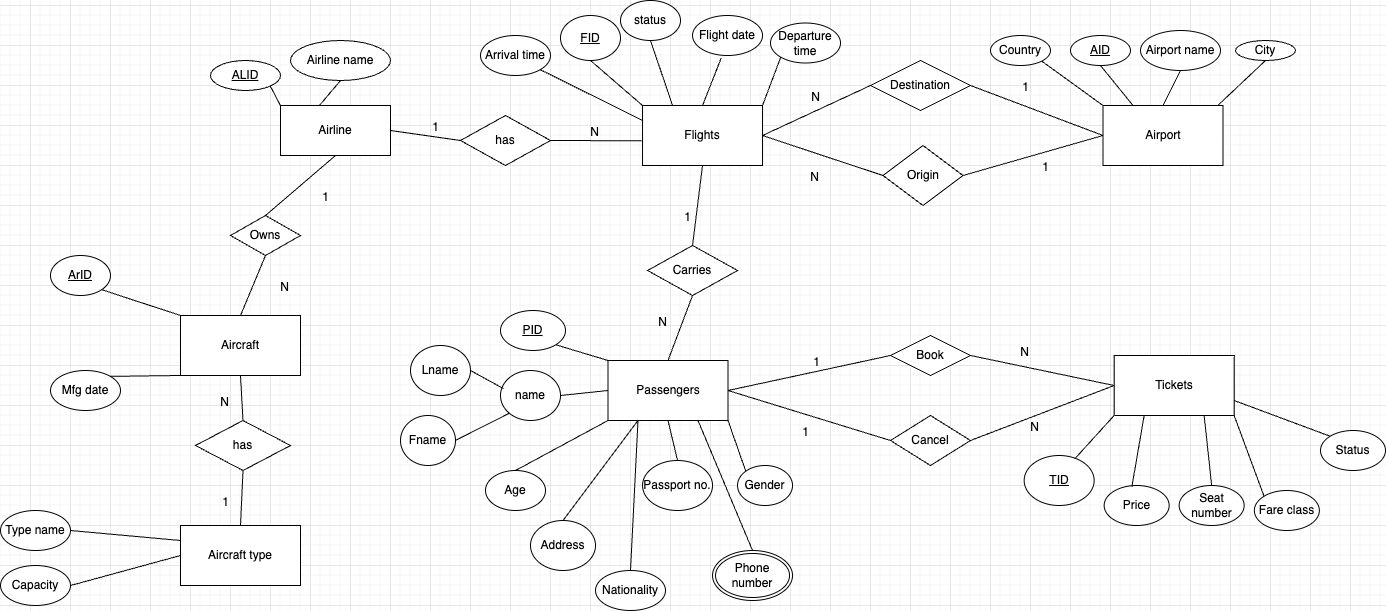 status
FID
Flight date
Departure
time
Arrival time
Airline name
ALID
Country
AID
Airport name
City
Airline
1
has
N
Flights
N
Destination
1
Airport
N
Origin
1
1
Owns
N
1
Carries
N
ArID
Aircraft
Mfg date
N
has
1
Type name
Aircraft type
Capacity
PID
Lname
name
Fname
Passengers
1
Book
N
Tickets
1
Cancel
N
Age
Address
Nationality
Passport no.
Phone
number
Gender
TID
Price
Seat
number
Fare class
Status